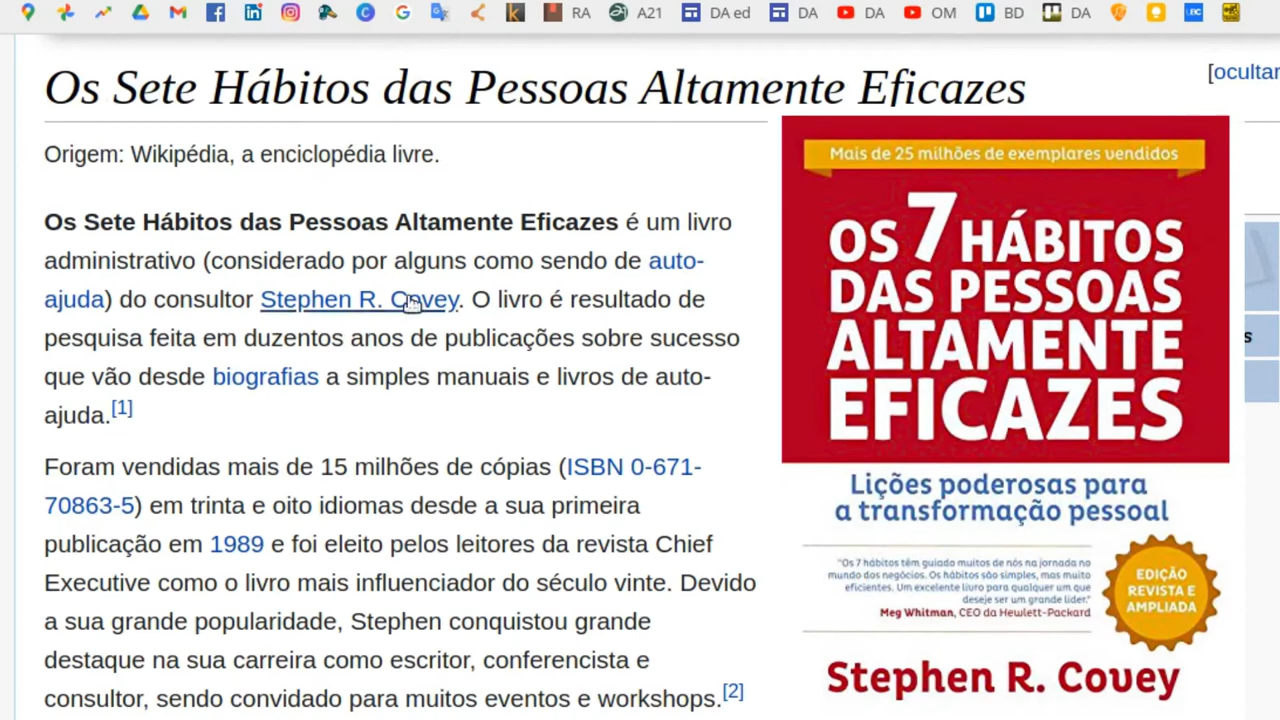 RA A21 DA ed DA DA OM BD DA UBC
Os Sete Hábitos das Pessoas Altamente Eficazes
[ocultar
Origem: Wikipédia, a enciclopédia livre.
Os Sete Hábitos das Pessoas Altamente Eficazes é um livro
administrativo (considerado por alguns como sendo de auto-
ajuda) do consultor Stephen R. Covey. O livro é resultado de
pesquisa feita em duzentos anos de publicações sobre sucesso
que vão desde biografias a simples manuais e livros de auto-
ajuda.[1]
Foram vendidas mais de 15 milhões de cópias (ISBN 0-671-
70863-5) em trinta e oito idiomas desde a sua primeira
publicação em 1989 e foi eleito pelos leitores da revista Chief
Executive como o livro mais influenciador do século vinte. Devido
a sua grande popularidade, Stephen conquistou grande
destaque na sua carreira como escritor, conferencista e
consultor, sendo convidado para muitos eventos e workshops.[2]
Mais de 25 milhões de exemplares vendidos
OS 7 HÁBITOS
DAS PESSOAS
ALTAMENTE
EFICAZES
Lições poderosas para
a transformação pessoal
"Os 7 hábitos têm guiado muitos de nós na jornada no
mundo dos negócios. Os hábitos são simples, mas muito
eficientes. Um excelente livro para qualquer um que
deseje ser um grande líder."
Meg Whitman, CEO da Hewlett-Packard
EDIÇÃO
REVISTA E
AMPLIADA
Stephen R. Covey
s